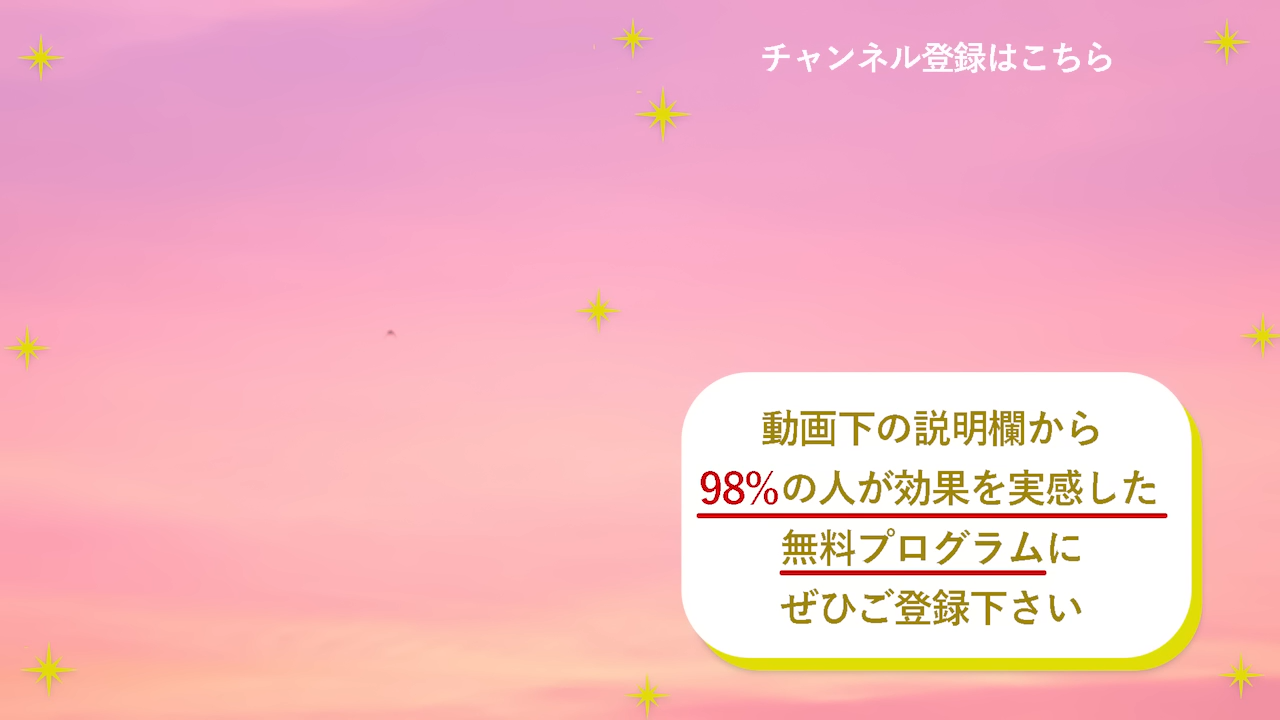 チャンネル登録はこちら
動画下の説明欄から
98%の人が効果を実感した
無料プログラムに
ぜひご登録下さい